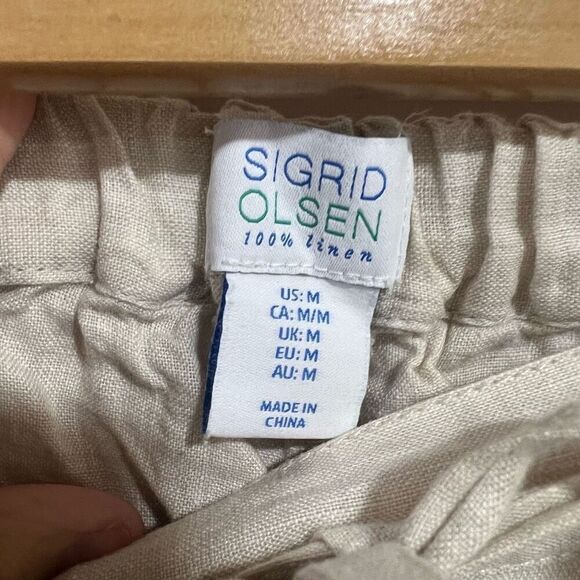 SIGRID
OLSEN
100% linen
US: M
CA: M/M
UK: M
EU: M
AU: M
MADE IN
CHINA